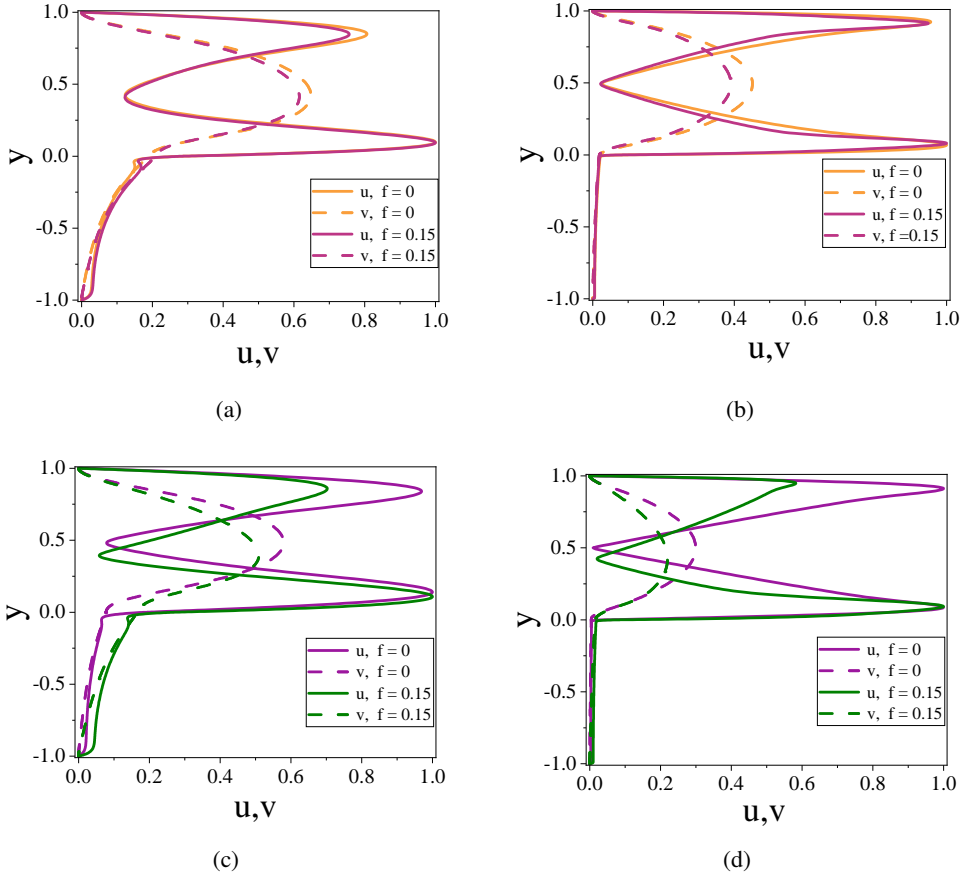 1.0
0.5
0.0
-0.5
-1.0
y
0.0 0.2 0.4 0.6 0.8 1.0
u,v
u, f = 0
v, f = 0
u, f = 0.15
v, f = 0.15
(a)
1.0
0.5
0.0
-0.5
-1.0
y
0.0 0.2 0.4 0.6 0.8 1.0
u,v
u, f = 0
v, f = 0
u, f = 0.15
v, f =0.15
(b)
1.0
0.5
0.0
-0.5
-1.0
y
0.0 0.2 0.4 0.6 0.8 1.0
u,v
u, f = 0
v, f = 0
u, f = 0.15
v, f = 0.15
(c)
1.0
0.5
0.0
-0.5
-1.0
y
0.0 0.2 0.4 0.6 0.8 1.0
u,v
u, f = 0
v, f = 0
u, f = 0.15
v, f = 0.15
(d)